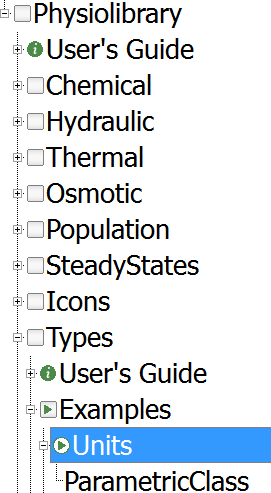 Physiolibrary
User's Guide
Chemical
Hydraulic
Thermal
Osmotic
Population
SteadyStates
Icons
Types
User's Guide
Examples
Units
ParametricClass